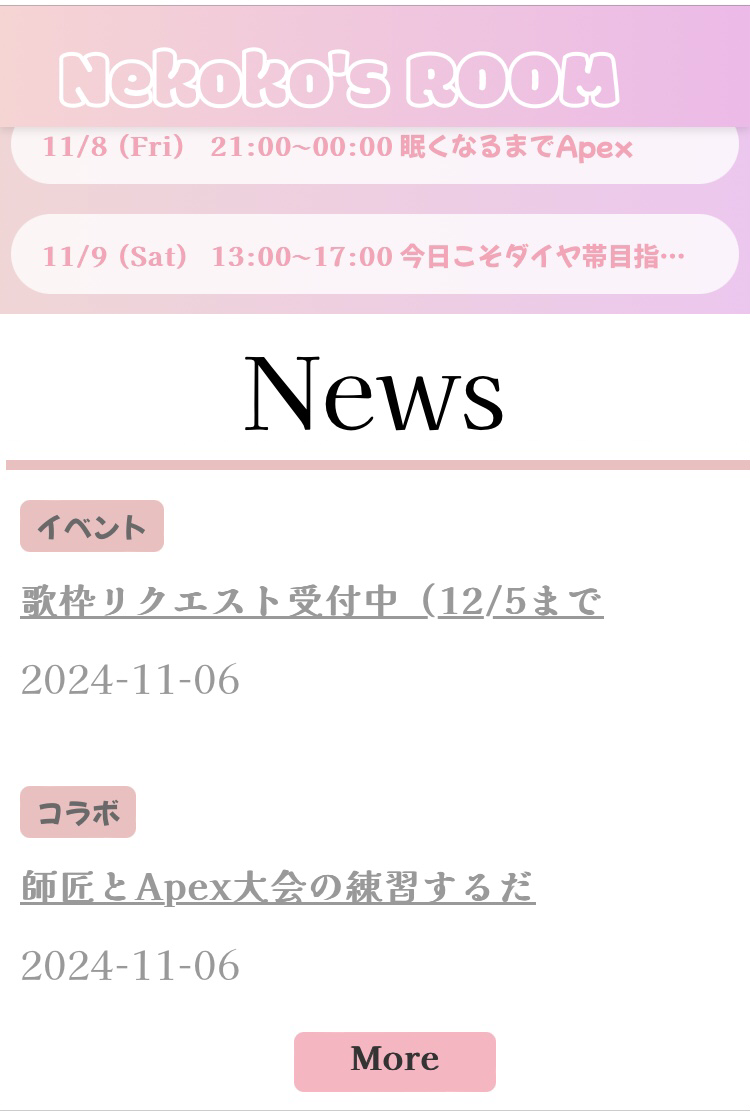 Nekoko's ROOM
11/8 (Fri) 21:00~00:00 眠くなるまでApex
11/9 (Sat) 13:00~17:00 今日こそダイヤ帯目指…
News
イベント
歌枠リクエスト受付中（12/5まで
2024-11-06
コラボ
師匠とApex大会の練習するだ
2024-11-06
More